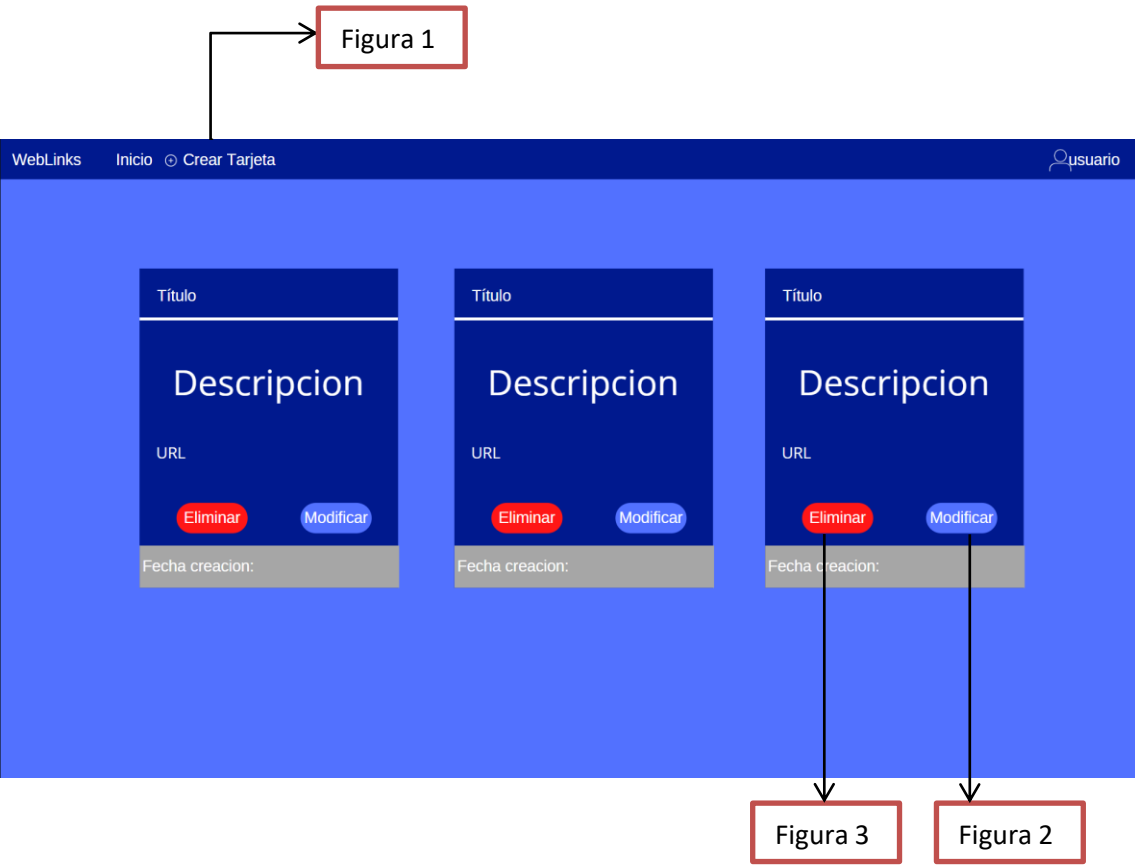 Figura 1
WebLinks Inicio Crear Tarjeta usuario
Título Título Título
Descripcion Descripcion Descripcion
URL URL URL
Eliminar Modificar Eliminar Modificar Eliminar Modificar
Fecha creacion: Fecha creacion: Fecha creacion:
Figura 3 Figura 2